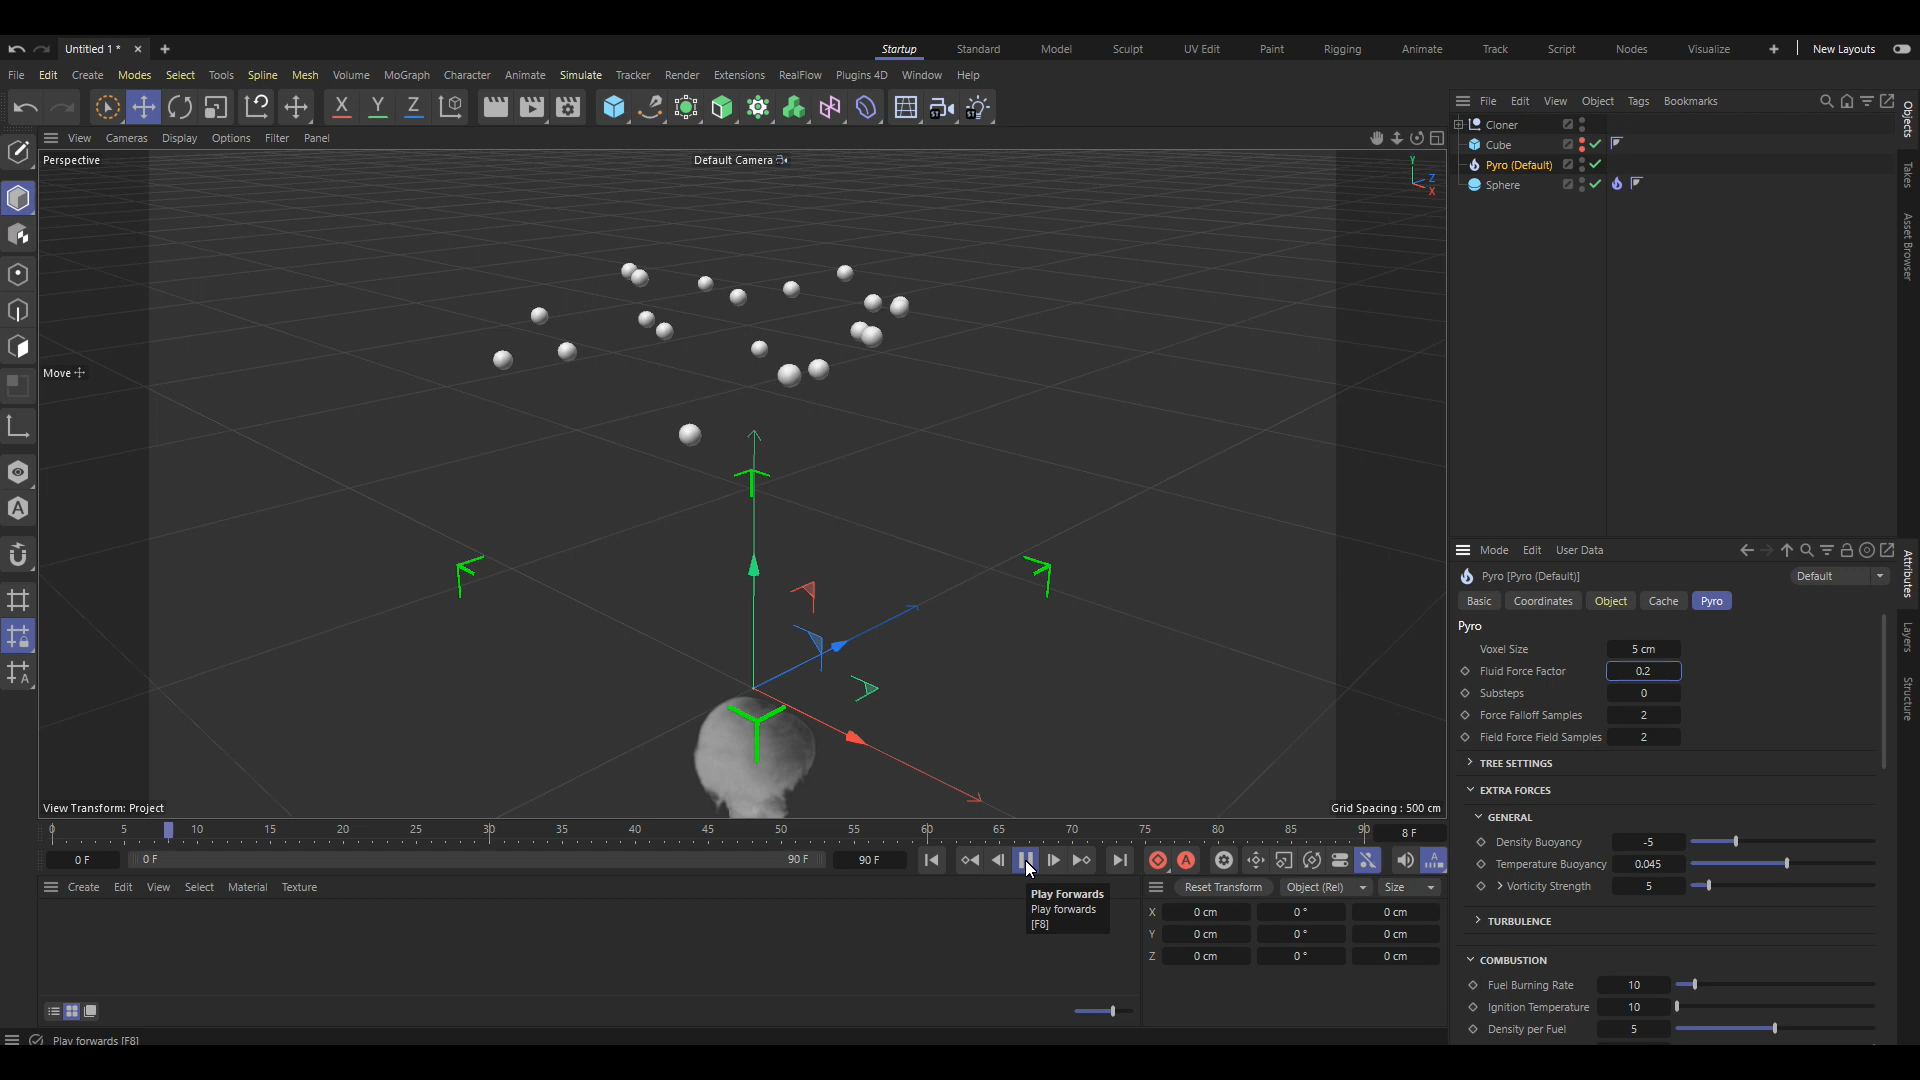 Untitled 1 *
Startup Standard Model Sculpt UV Edit Paint Rigging Animate Track Script Nodes Visualize New Layouts
File Edit Create Modes Select Tools Spline Mesh Volume MoGraph Character Animate Simulate Tracker Render Extensions RealFlow Plugins 4D Window Help
X Y Z
View Cameras Display Options Filter Panel
Perspective
Default Camera
Y
Z
X
Move
View Transform: Project
Grid Spacing : 500 cm
0 5 10 15 20 25 30 35 40 45 50 55 60 65 70 75 80 85 90 8 F
0 F 0 F 90 F 90 F
Create Edit View Select Material Texture
Play Forwards
Play forwards
[F8]
Reset Transform Object (Rel) Size
X 0 cm 0 ° 0 cm
Y 0 cm 0 ° 0 cm
Z 0 cm 0 ° 0 cm
Play forwards [F8]
File Edit View Object Tags Bookmarks
Cloner
Cube
Pyro (Default)
Sphere
Objects
Takes
Asset Browser
Mode Edit User Data
Pyro [Pyro (Default)] Default
Basic Coordinates Object Cache Pyro
Pyro
Voxel Size 5 cm
Fluid Force Factor 0.2
Substeps 0
Force Falloff Samples 2
Field Force Field Samples 2
TREE SETTINGS
EXTRA FORCES
GENERAL
Density Buoyancy -5
Temperature Buoyancy 0.045
Vorticity Strength 5
TURBULENCE
COMBUSTION
Fuel Burning Rate 10
Ignition Temperature 10
Density per Fuel 5
Attributes
Layers
Structure